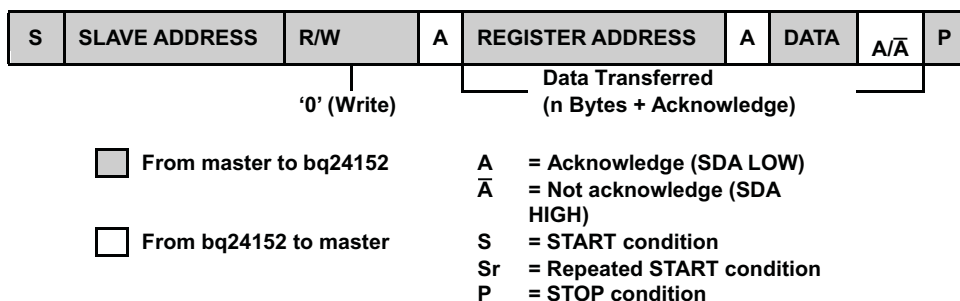 S SLAVE ADDRESS R/W A REGISTER ADDRESS A DATA A/A̅ P
‘0’ (Write)
Data Transferred
(n Bytes + Acknowledge)
From master to bq24152
From bq24152 to master
A = Acknowledge (SDA LOW)
A̅ = Not acknowledge (SDA
HIGH)
S = START condition
Sr = Repeated START condition
P = STOP condition